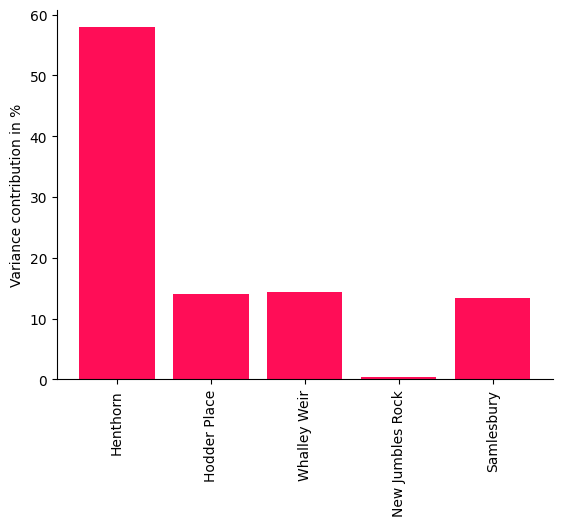 Variance contribution in %
60
50
40
30
20
10
0
Henthorn
Hodder Place
Whalley Weir
New Jumbles Rock
Samlesbury